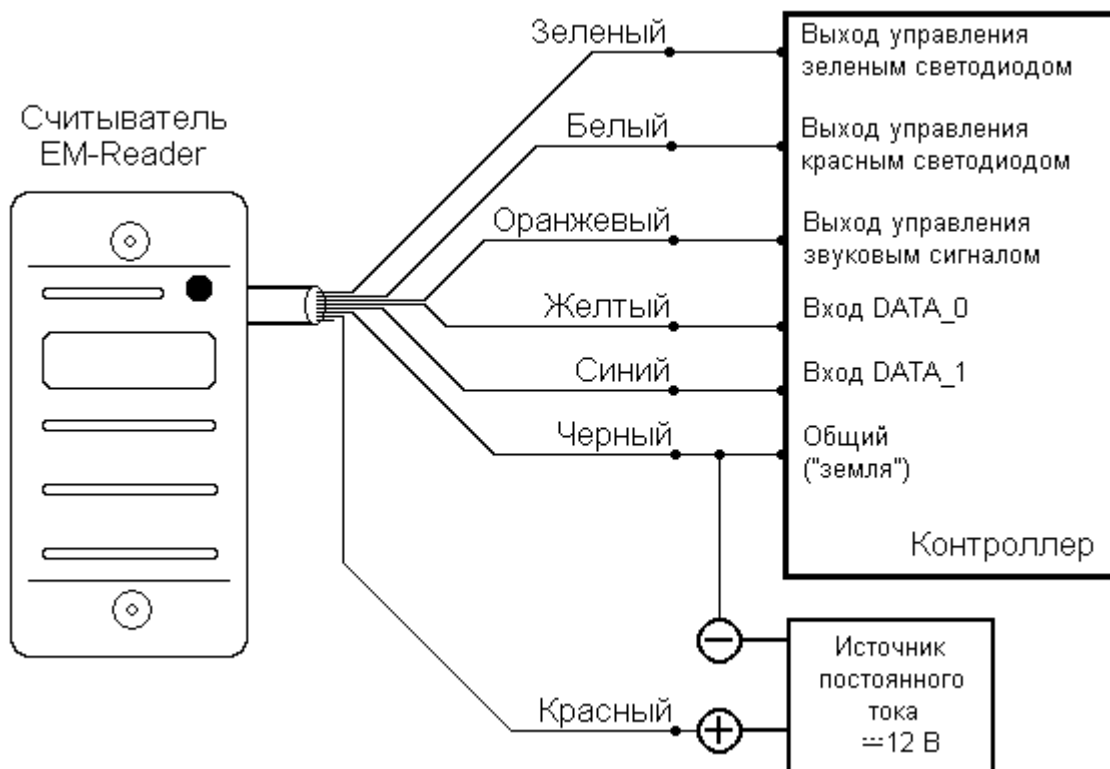 Считыватель
EM-Reader
Зеленый
Выход управления
зеленым светодиодом
Белый
Выход управления
красным светодиодом
Оранжевый
Выход управления
звуковым сигналом
Желтый
Вход DATA_0
Синий
Вход DATA_1
Черный
Общий
("земля")
Контроллер
Красный
Источник
постоянного
тока
⎓12 В